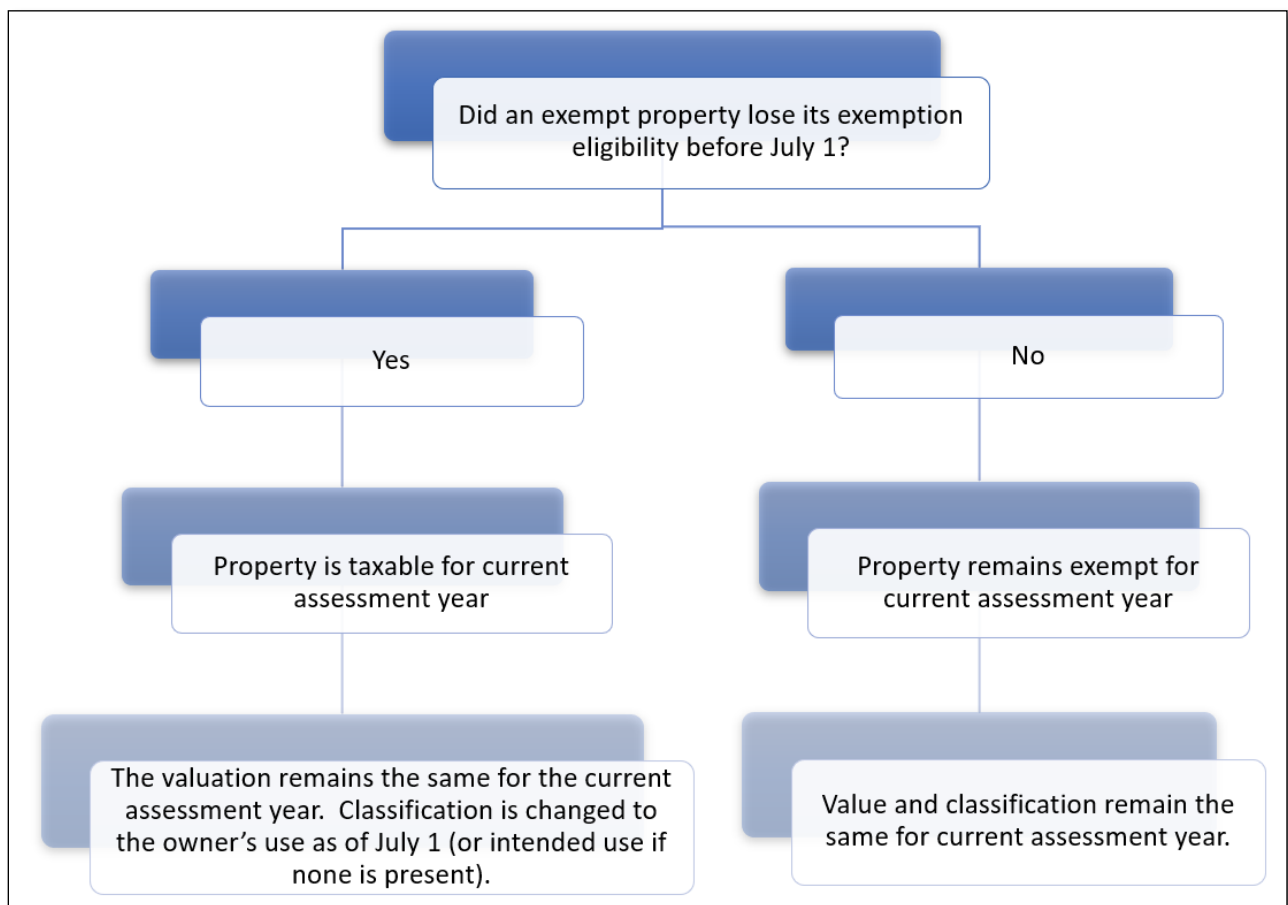 Did an exempt property lose its exemption
eligibility before July 1?
Yes
No
Property is taxable for current
assessment year
Property remains exempt for
current assessment year
The valuation remains the same for the current
assessment year.  Classification is changed to
the owner’s use as of July 1 (or intended use if
none is present).
Value and classification remain the
same for current assessment year.